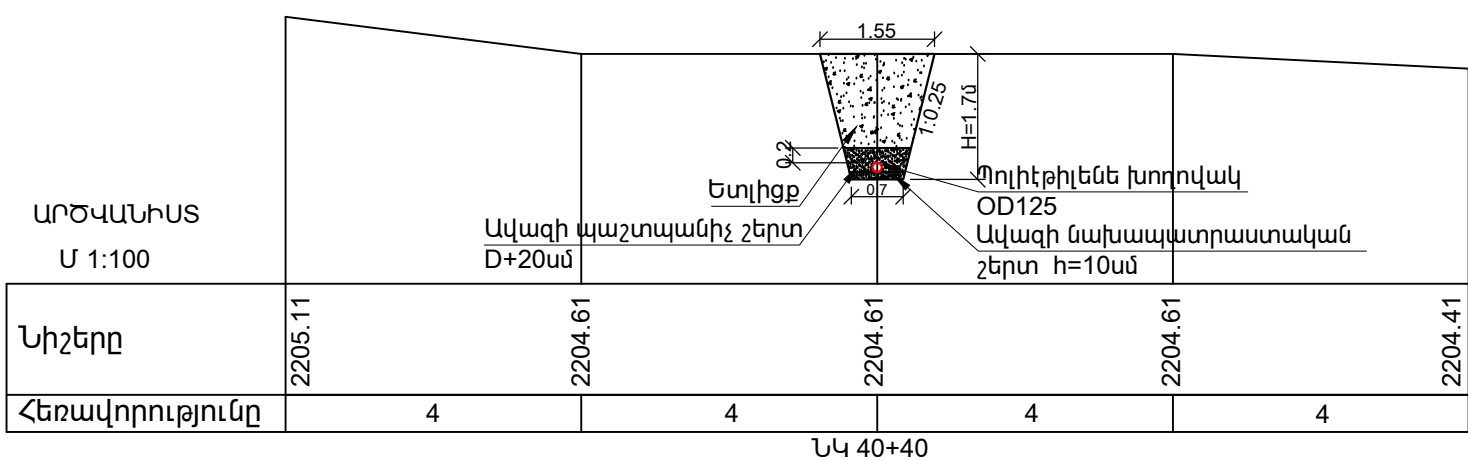 1.55
1:0.25
H=1.7մ
0.2
0.7
Պոլիէթիլենե խողովակ
OD125
Ետլիցք
Ավազի պաշտպանիչ շերտ
D+20սմ
Ավազի նախապատրաստական
շերտ h=10սմ
ԱՐԾՎԱՆԻՍՏ
Մ 1:100
Նիշերը 2205.11 2204.61 2204.61 2204.61 2204.41
Հեռավորությունը 4 4 4 4
ՆԿ 40+40